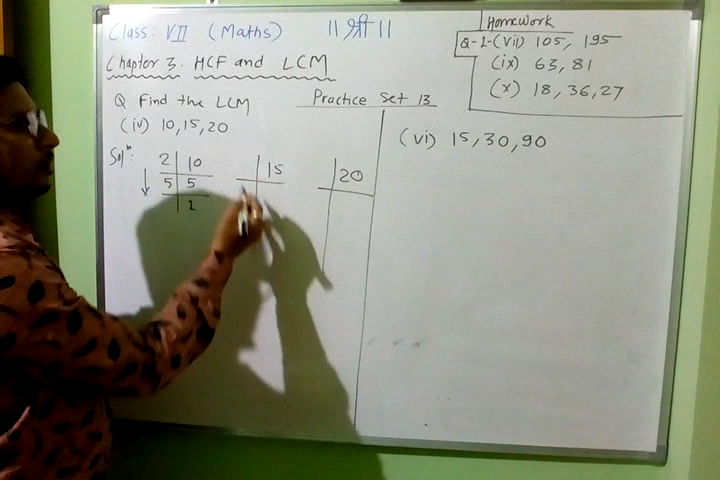 Class: VII (Maths) ॥ श्री ॥
Chapter 3. HCF and LCM
Q Find the LCM Practice Set 13
(iv) 10, 15, 20
Solⁿ:
2 | 10
5 | 5
1
15
20
(vi) 15, 30, 90
Homework
Q-1-(vii) 105, 195
(ix) 63, 81
(x) 18, 36, 27